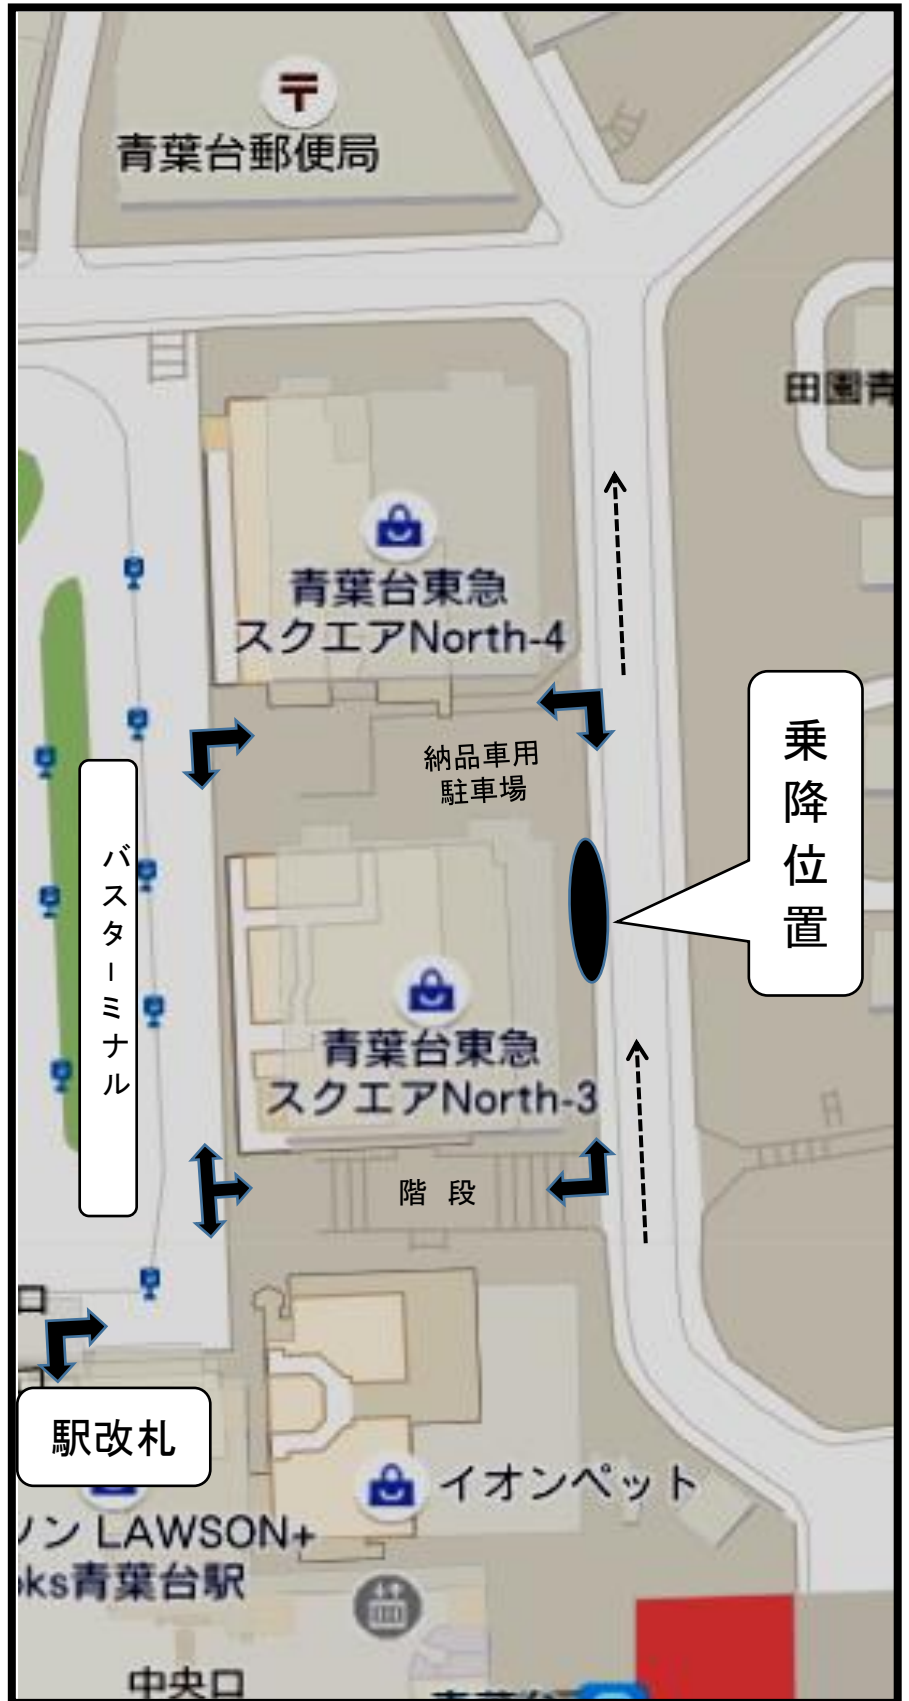 〒
青葉台郵便局
田園青
青葉台東急
スクエアNorth-4
納品車用
駐車場
乗降位置
バスターミナル
青葉台東急
スクエアNorth-3
階 段
口
駅改札
イオンペット
ソン LAWSON+
oks青葉台駅
中央口